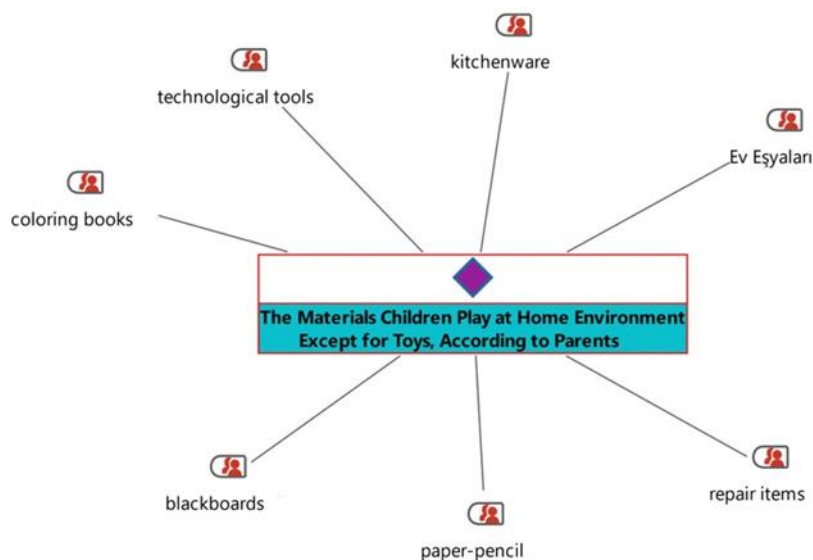 kitchenware
technological tools
Ev Eşyaları
coloring books
The Materials Children Play at Home Environment
Except for Toys, According to Parents
blackboards
repair items
paper-pencil